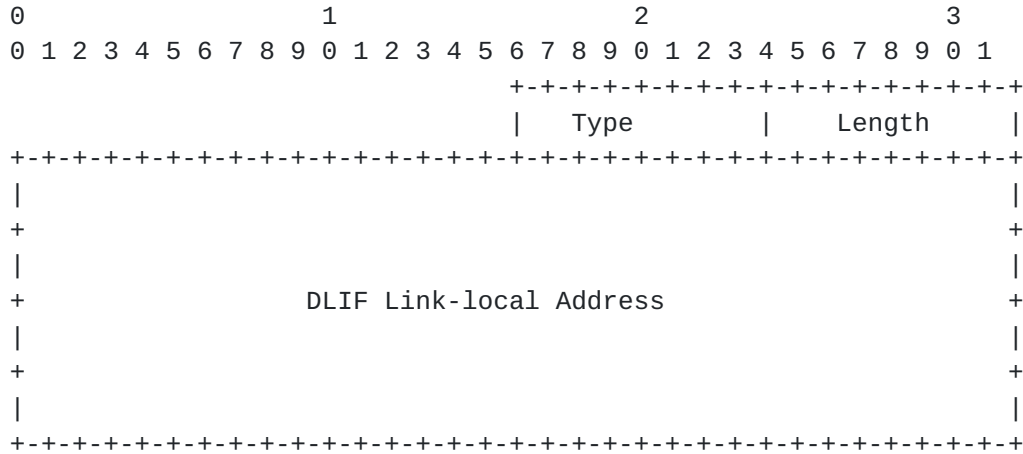 0                   1                   2                   3
0 1 2 3 4 5 6 7 8 9 0 1 2 3 4 5 6 7 8 9 0 1 2 3 4 5 6 7 8 9 0 1
                                +-+-+-+-+-+-+-+-+-+-+-+-+-+-+-+-+
                                |   Type        |    Length     |
+-+-+-+-+-+-+-+-+-+-+-+-+-+-+-+-+-+-+-+-+-+-+-+-+-+-+-+-+-+-+-+-+
|                                                               |
+                                                               +
|                                                               |
+                  DLIF Link-local Address                      +
|                                                               |
+                                                               +
|                                                               |
+-+-+-+-+-+-+-+-+-+-+-+-+-+-+-+-+-+-+-+-+-+-+-+-+-+-+-+-+-+-+-+-+